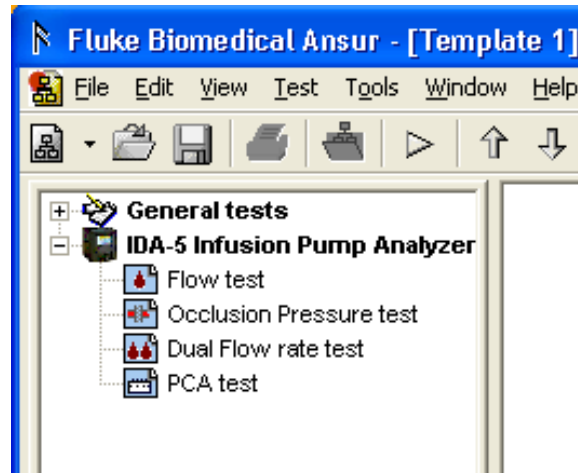 Fluke Biomedical Ansur - [Template 1]
File Edit View Test Tools Window Help
General tests
IDA-5 Infusion Pump Analyzer
Flow test
Occlusion Pressure test
Dual Flow rate test
PCA test